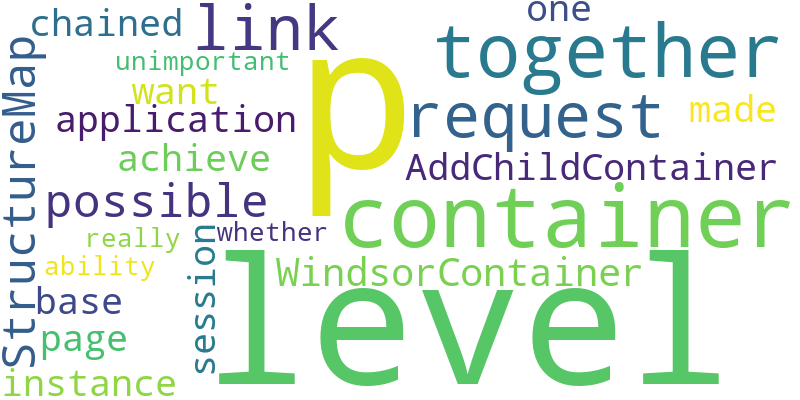 chained
link
one
together
unimportant
want
p
application
request
made
StructureMap
achieve
AddChildContainer
possible
container
really
whether
session
ability
WindsorContainer
base
level
page
instance